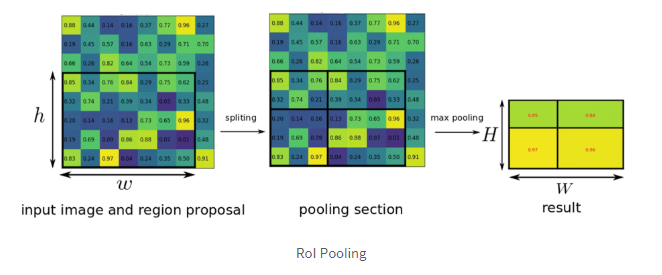 0.88 0.44 0.14 0.16 0.37 0.77 0.96 0.27
0.19 0.45 0.57 0.16 0.63 0.29 0.71 0.70
0.66 0.26 0.82 0.64 0.54 0.73 0.59 0.26
0.85 0.34 0.76 0.84 0.29 0.75 0.62 0.25
0.32 0.74 0.21 0.39 0.34 0.03 0.33 0.48
0.20 0.14 0.16 0.13 0.73 0.65 0.96 0.32
0.19 0.69 0.09 0.86 0.88 0.07 0.01 0.48
0.83 0.24 0.97 0.04 0.24 0.35 0.50 0.91
h
w
input image and region proposal
spliting
0.88 0.44 0.14 0.16 0.37 0.77 0.96 0.27
0.19 0.45 0.57 0.16 0.63 0.29 0.71 0.70
0.66 0.26 0.82 0.64 0.54 0.73 0.59 0.26
0.85 0.34 0.76 0.84 0.29 0.75 0.62 0.25
0.32 0.74 0.21 0.39 0.34 0.03 0.33 0.48
0.20 0.14 0.16 0.13 0.73 0.65 0.96 0.32
0.19 0.69 0.09 0.86 0.88 0.07 0.01 0.48
0.83 0.24 0.97 0.04 0.24 0.35 0.50 0.91
pooling section
max pooling
H
0.85 0.84
0.97 0.96
W
result
RoI Pooling